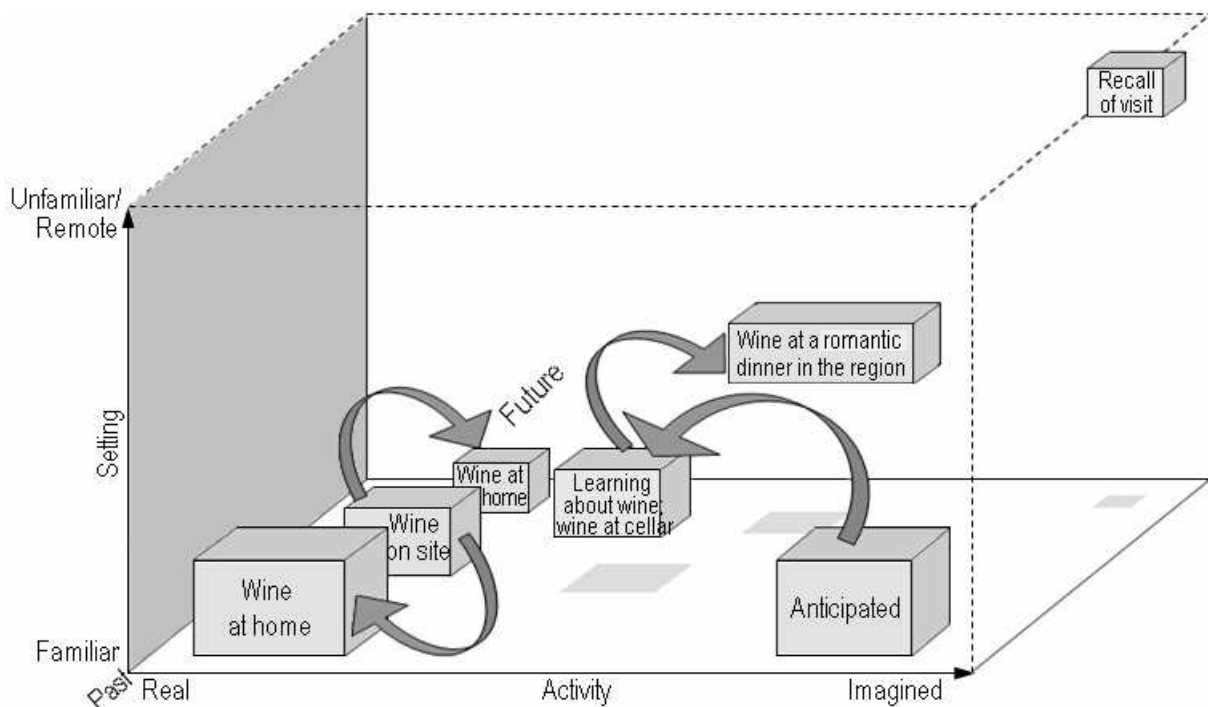 Recall
of visit
Unfamiliar/
Remote
Wine at a romantic
dinner in the region
Future
Setting
Wine at
home
Learning
about wine;
wine at cellar
Wine
on site
Wine
at home
Anticipated
Familiar
Past
Real
Activity
Imagined